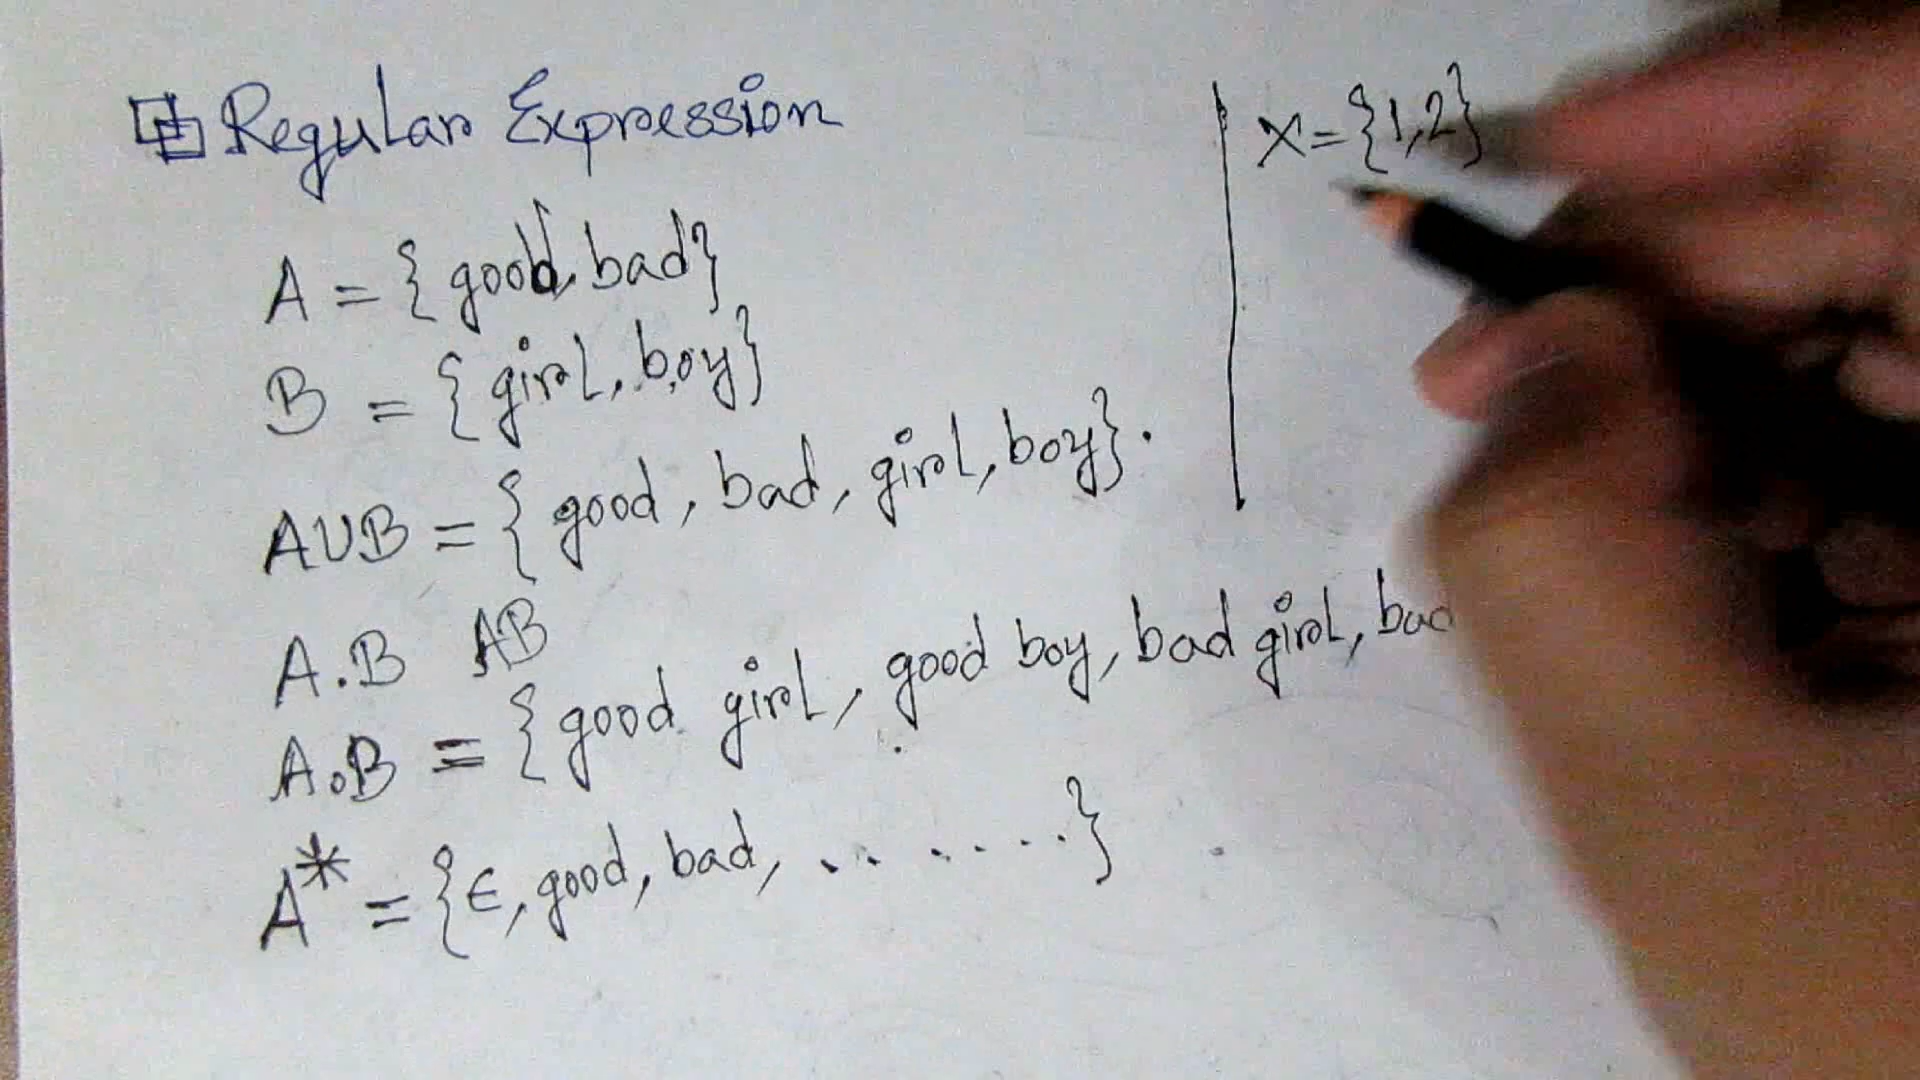 Regular Expression
A = {good, bad}
B = {girl, boy}
AUB = {good, bad, girl, boy}.
A.B AB
A.B = {good girl, good boy, bad girl, bad
A* = {ϵ, good, bad, . . . . . . . .}
X = {1,2}